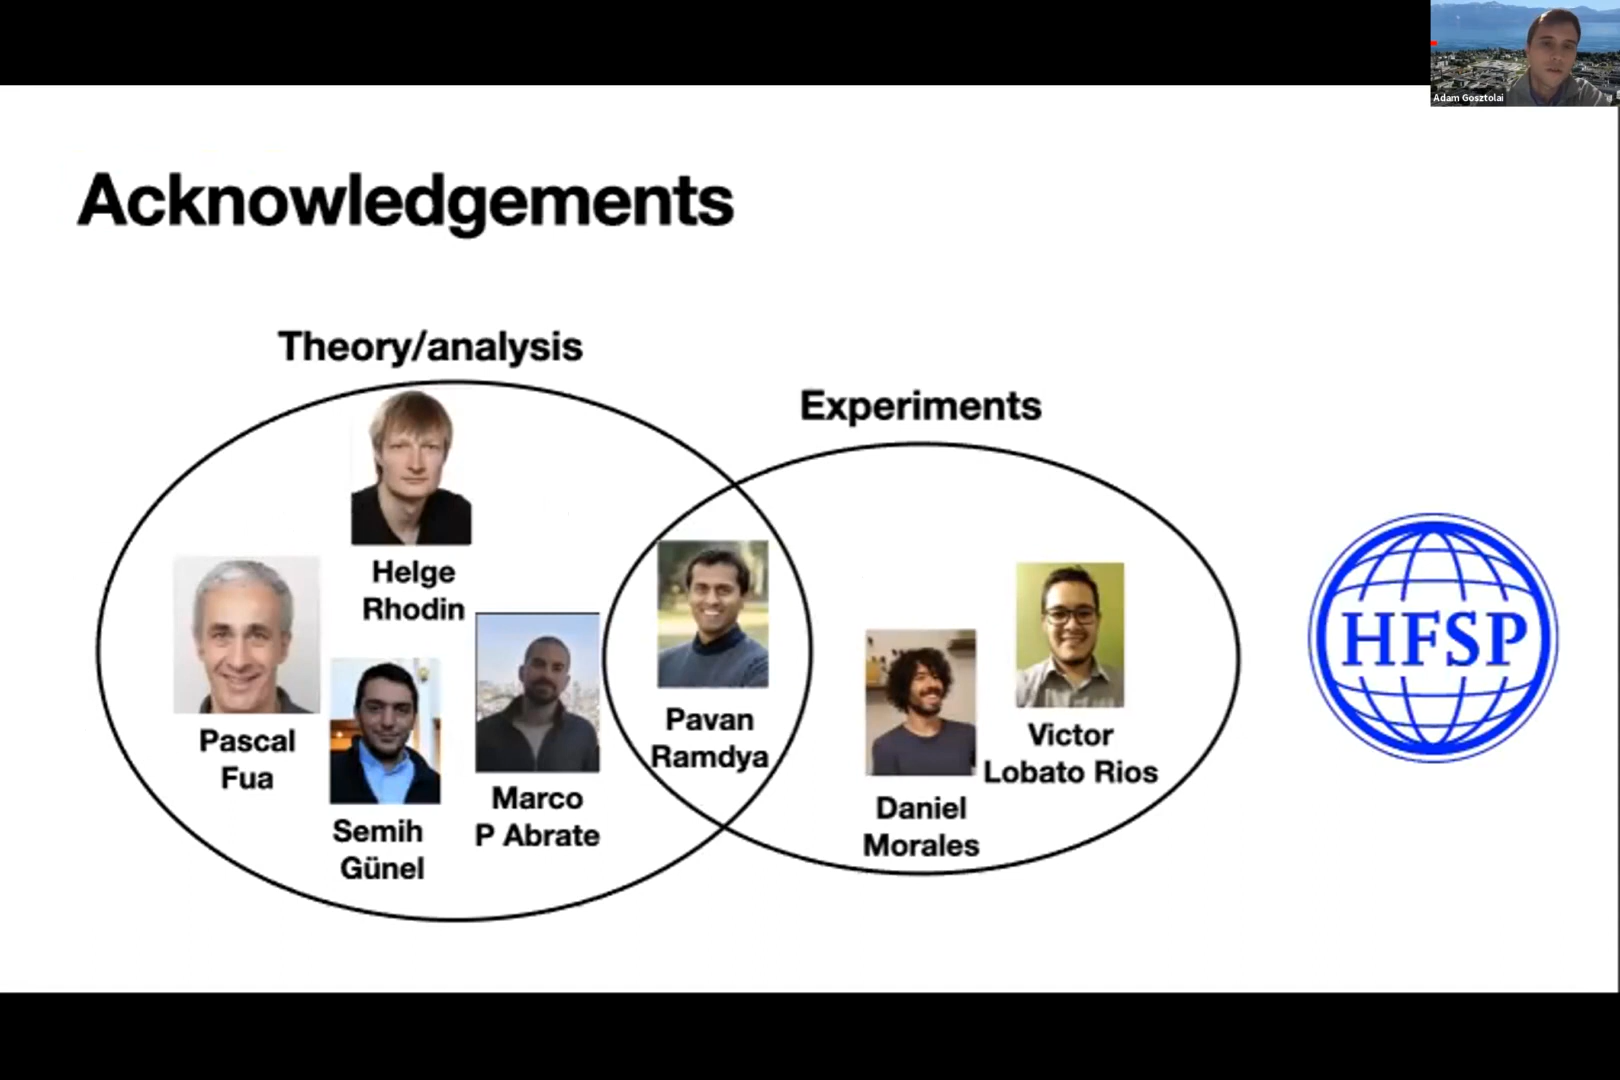 Adam Gosztolai
Acknowledgements
Theory/analysis
Experiments
Helge
Rhodin
Pascal
Fua
Semih
Günel
Marco
P Abrate
Pavan
Ramdya
Daniel
Morales
Victor
Lobato Rios
HFSP